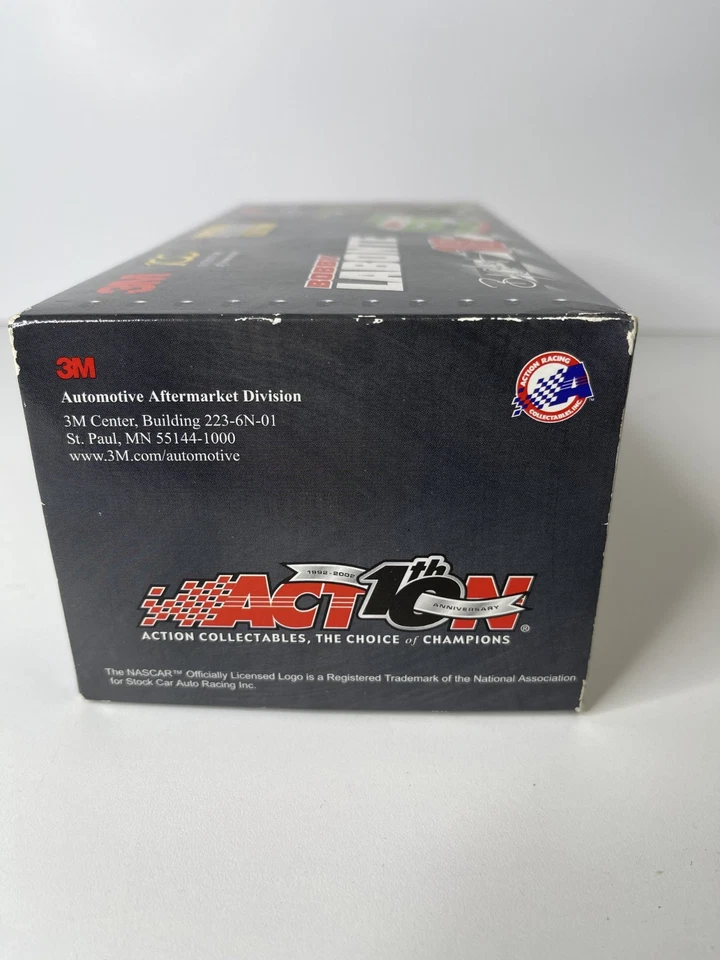 3M
BOBBY
LABONTE
3M
Automotive Aftermarket Division
3M Center, Building 223-6N-01
St. Paul, MN 55144-1000
www.3M.com/automotive
ACTION RACING
COLLECTABLES, INC.
1992-2002
ACTION
10th
ANNIVERSARY
ACTION COLLECTABLES, THE CHOICE of CHAMPIONS
The NASCAR™ Officially Licensed Logo is a Registered Trademark of the National Association
for Stock Car Auto Racing Inc.